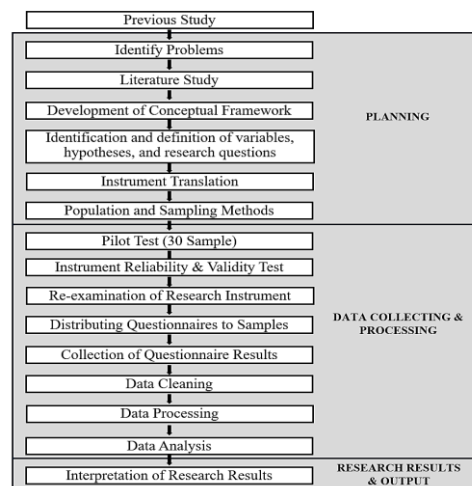 Previous Study
Identify Problems
Literature Study
Development of Conceptual Framework
Identification and definition of variables,
hypotheses, and research questions
Instrument Translation
Population and Sampling Methods
PLANNING
Pilot Test (30 Sample)
Instrument Reliability & Validity Test
Re-examination of Research Instrument
Distributing Questionnaires to Samples
Collection of Questionnaire Results
Data Cleaning
Data Processing
Data Analysis
DATA COLLECTING &
PROCESSING
Interpretation of Research Results
RESEARCH RESULTS
& OUTPUT